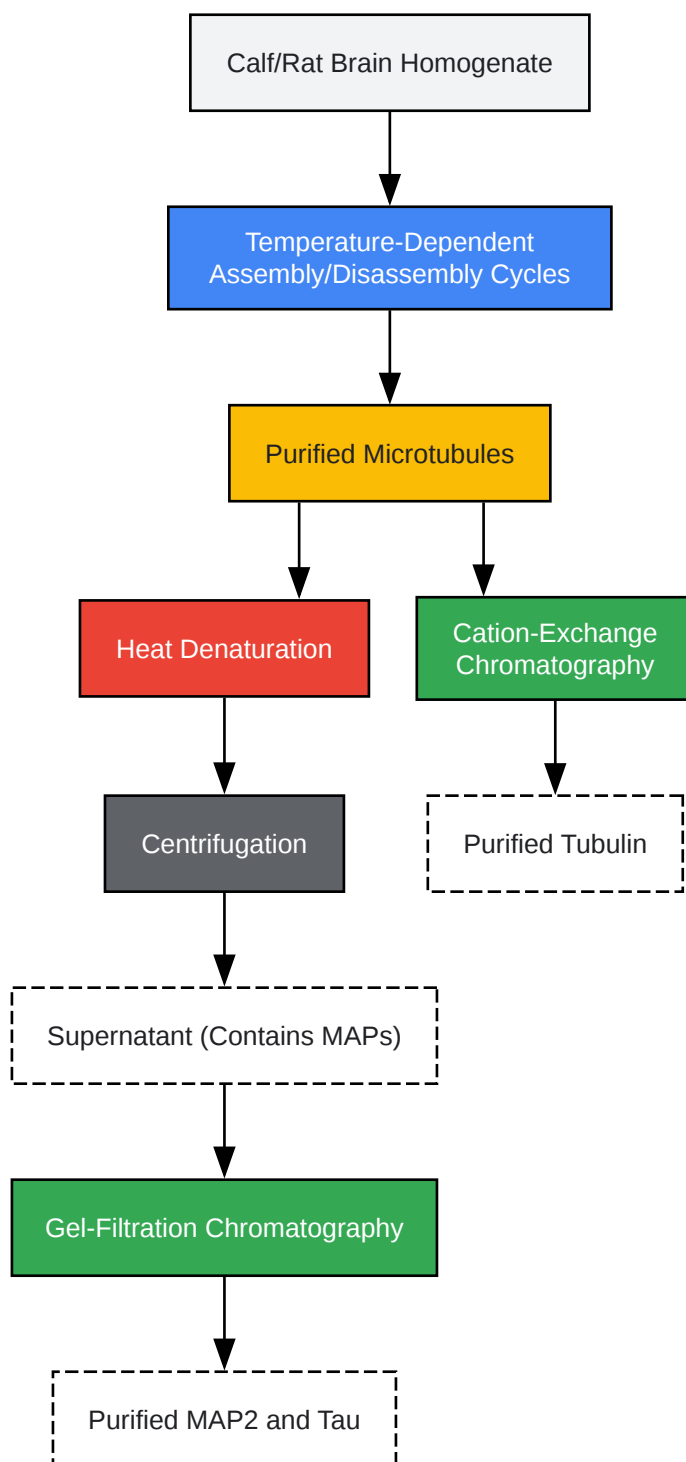 Calf/Rat Brain Homogenate
Temperature-Dependent
Assembly/Disassembly Cycles
Purified Microtubules
Heat Denaturation
Cation-Exchange
Chromatography
Centrifugation
Purified Tubulin
Supernatant (Contains MAPs)
Gel-Filtration Chromatography
Purified MAP2 and Tau